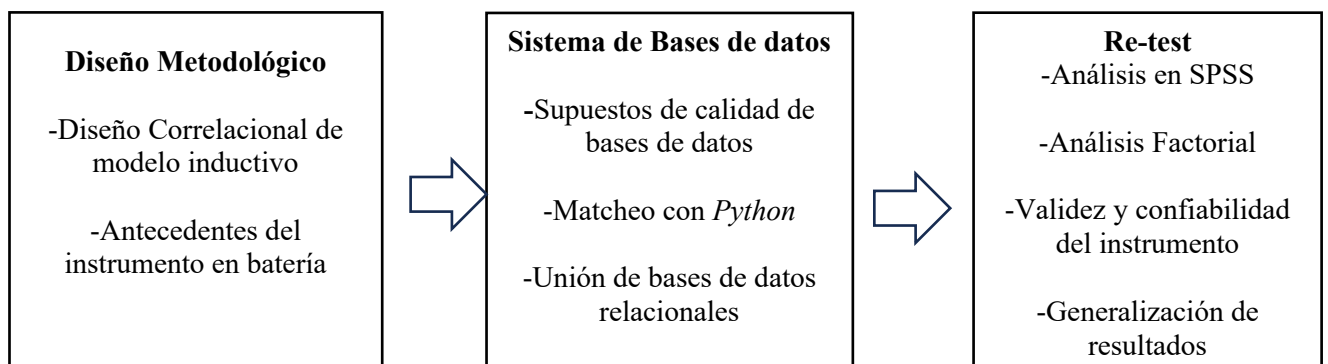 Diseño Metodológico
-Diseño Correlacional de
modelo inductivo
-Antecedentes del
instrumento en batería
Sistema de Bases de datos
-Supuestos de calidad de
bases de datos
-Matcheo con Python
-Unión de bases de datos
relacionales
Re-test
-Análisis en SPSS
-Análisis Factorial
-Validez y confiabilidad
del instrumento
-Generalización de
resultados